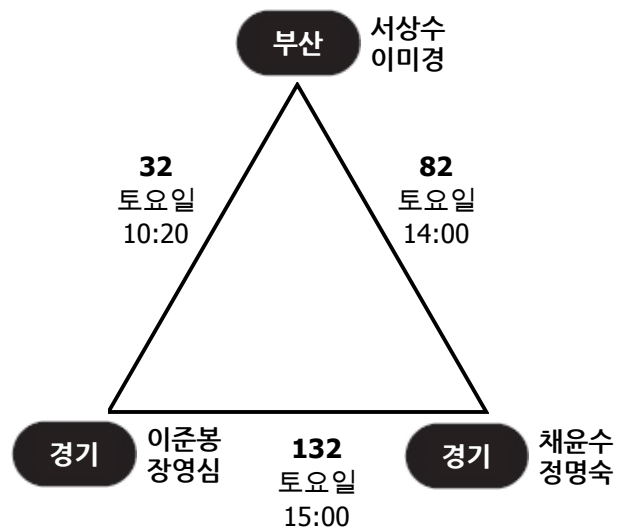 부산
서상수
이미경
32
토요일
10:20
82
토요일
14:00
경기
이준봉
장영심
132
토요일
15:00
경기
채윤수
정명숙